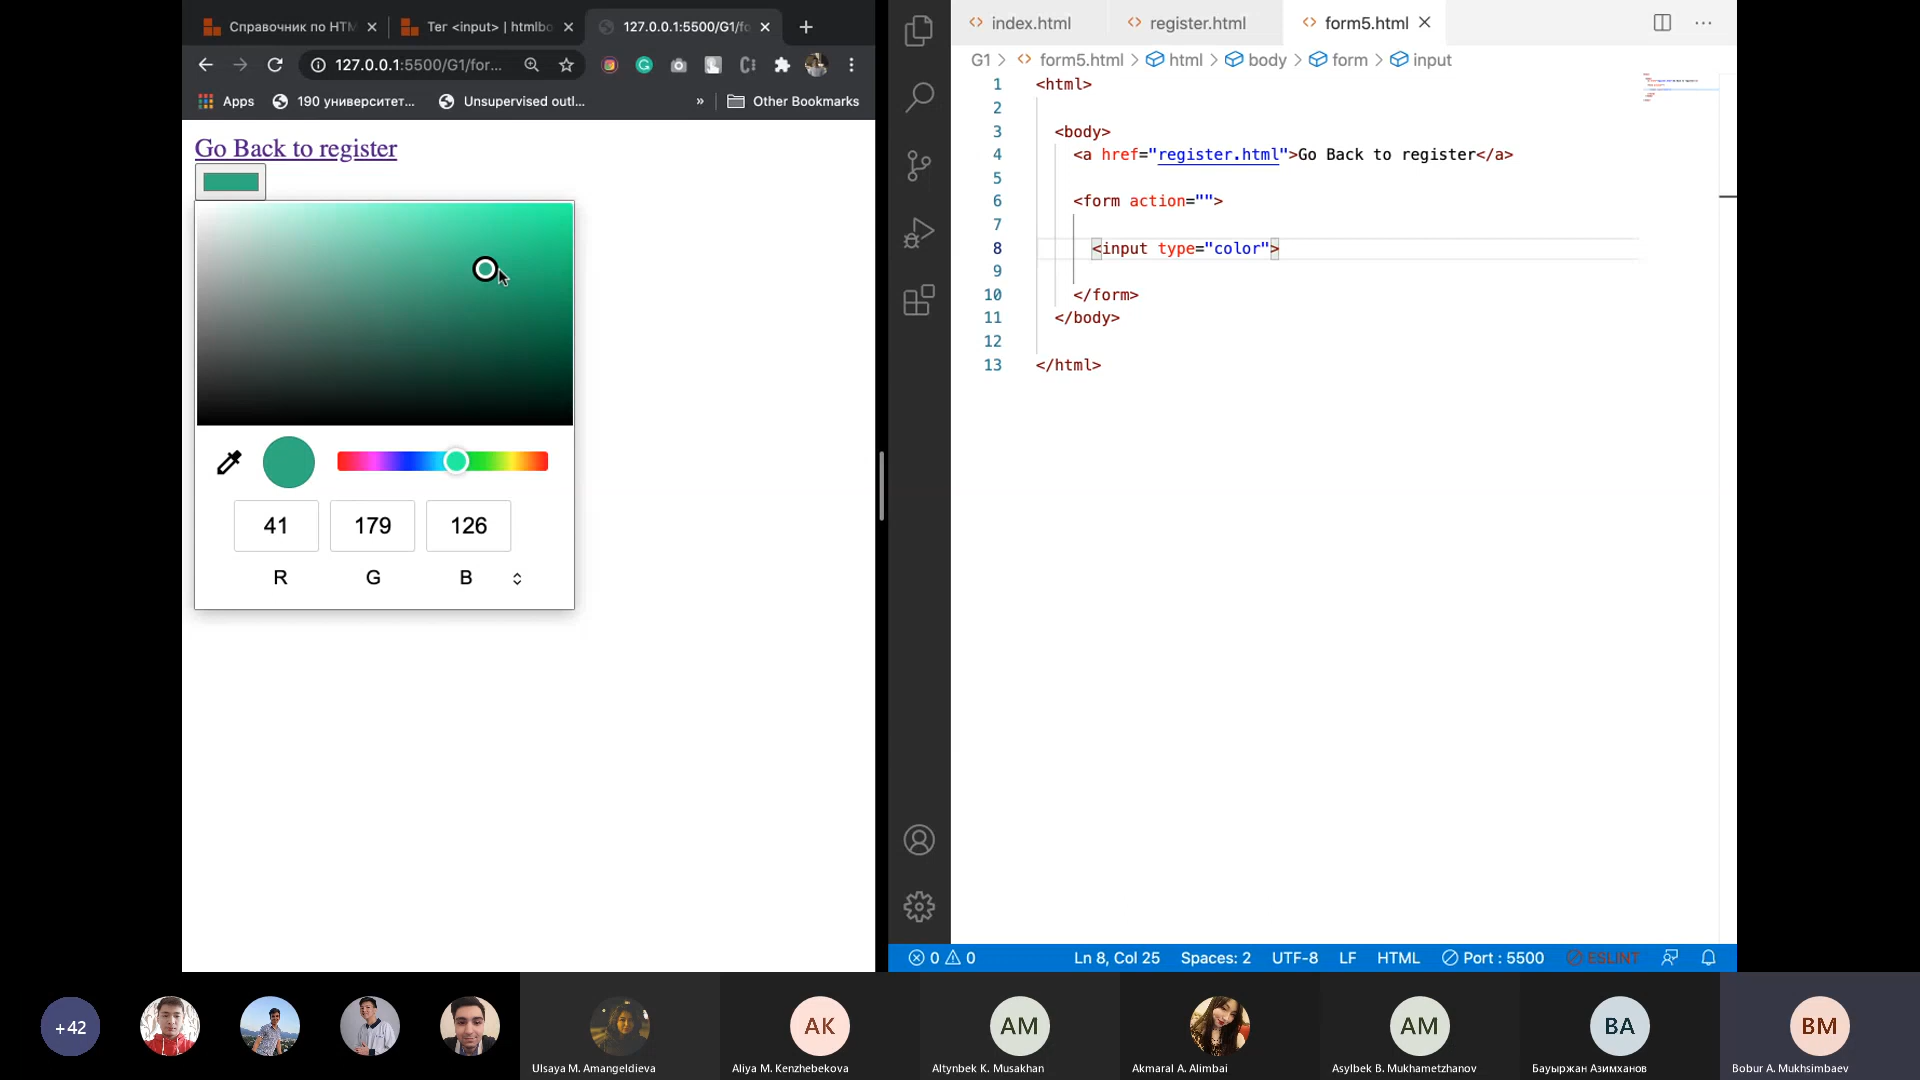 Справочник по HTM
Тег <input> | htmlbo
127.0.0.1:5500/G1/fo
127.0.0.1:5500/G1/for...
Apps
190 университет...
Unsupervised outl...
»
Other Bookmarks
Go Back to register
41
179
126
R
G
B
index.html
register.html
form5.html
G1 > form5.html > html > body > form > input
1 <html>
2
3 <body>
4 <a href="register.html">Go Back to register</a>
5
6 <form action="">
7
8 <input type="color">
9
10 </form>
11 </body>
12
13 </html>
0 0
Ln 8, Col 25
Spaces: 2
UTF-8
LF
HTML
Port : 5500
ESLINT
+42
Ulsaya M. Amangeldieva
AK
Aliya M. Kenzhebekova
AM
Altynbek K. Musakhan
Akmaral A. Alimbai
AM
Asylbek B. Mukhametzhanov
BA
Бауыржан Азимханов
BM
Bobur A. Mukhsimbaev